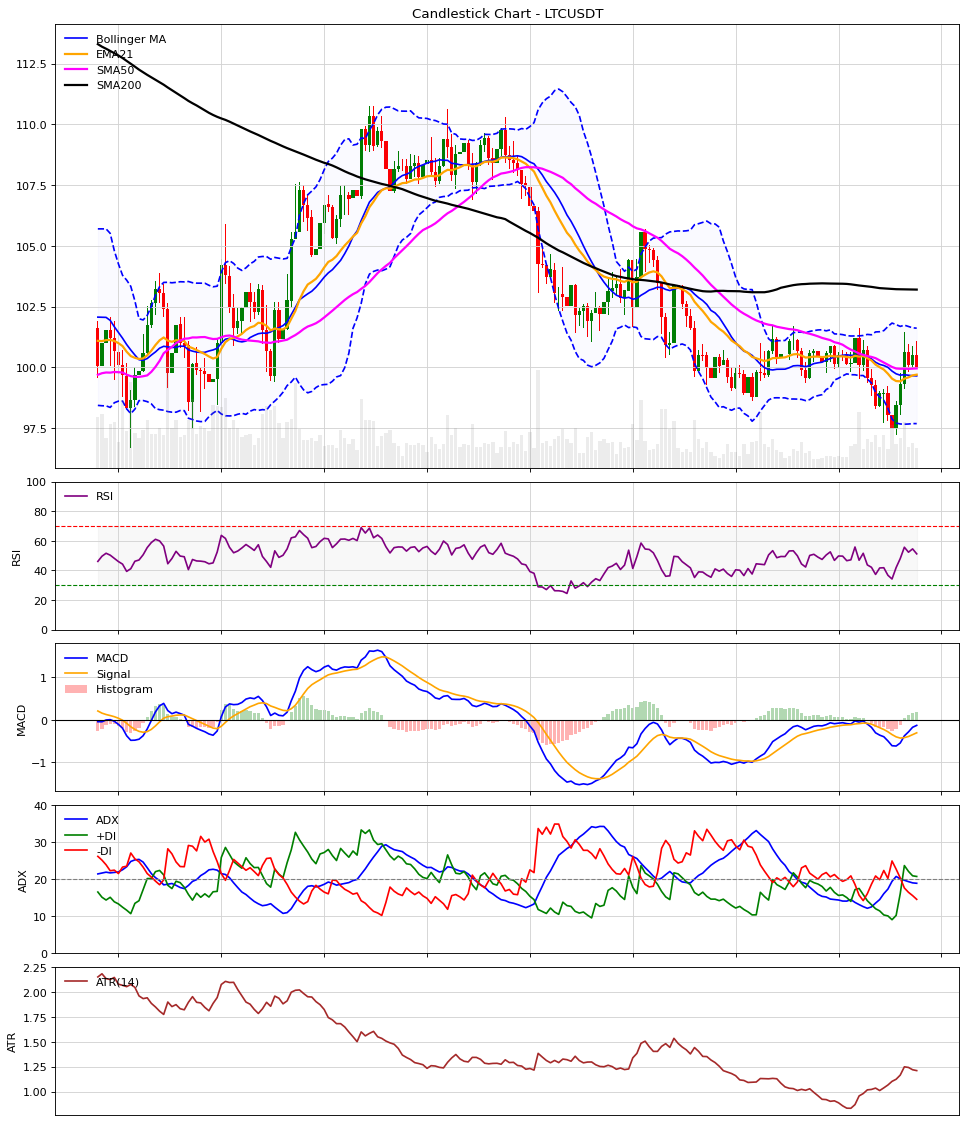 Candlestick Chart - LTCUSDT
Bollinger MA
EMA21
SMA50
SMA200
112.5
110.0
107.5
105.0
102.5
100.0
97.5
RSI
100
80
60
40
20
0
RSI
MACD
Signal
Histogram
1
0
−1
MACD
ADX
+DI
-DI
40
30
20
10
0
ADX
ATR(14)
2.25
2.00
1.75
1.50
1.25
1.00
ATR